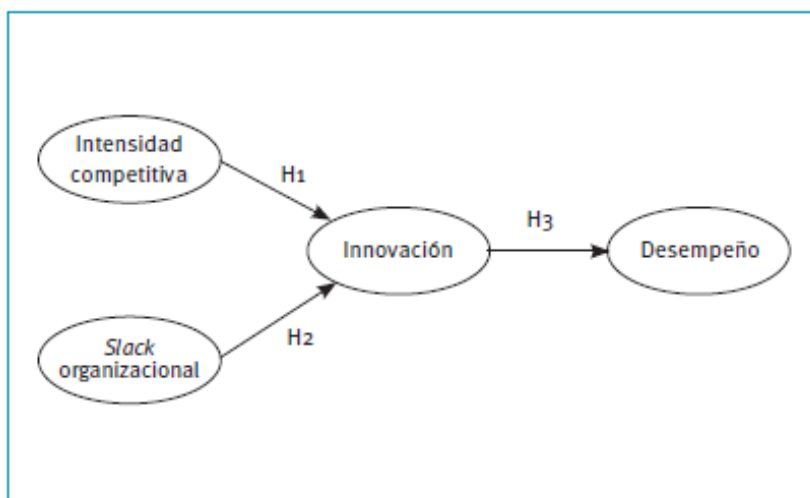 Intensidad
competitiva
H1
H3
Innovación
Desempeño
Slack
organizacional
H2